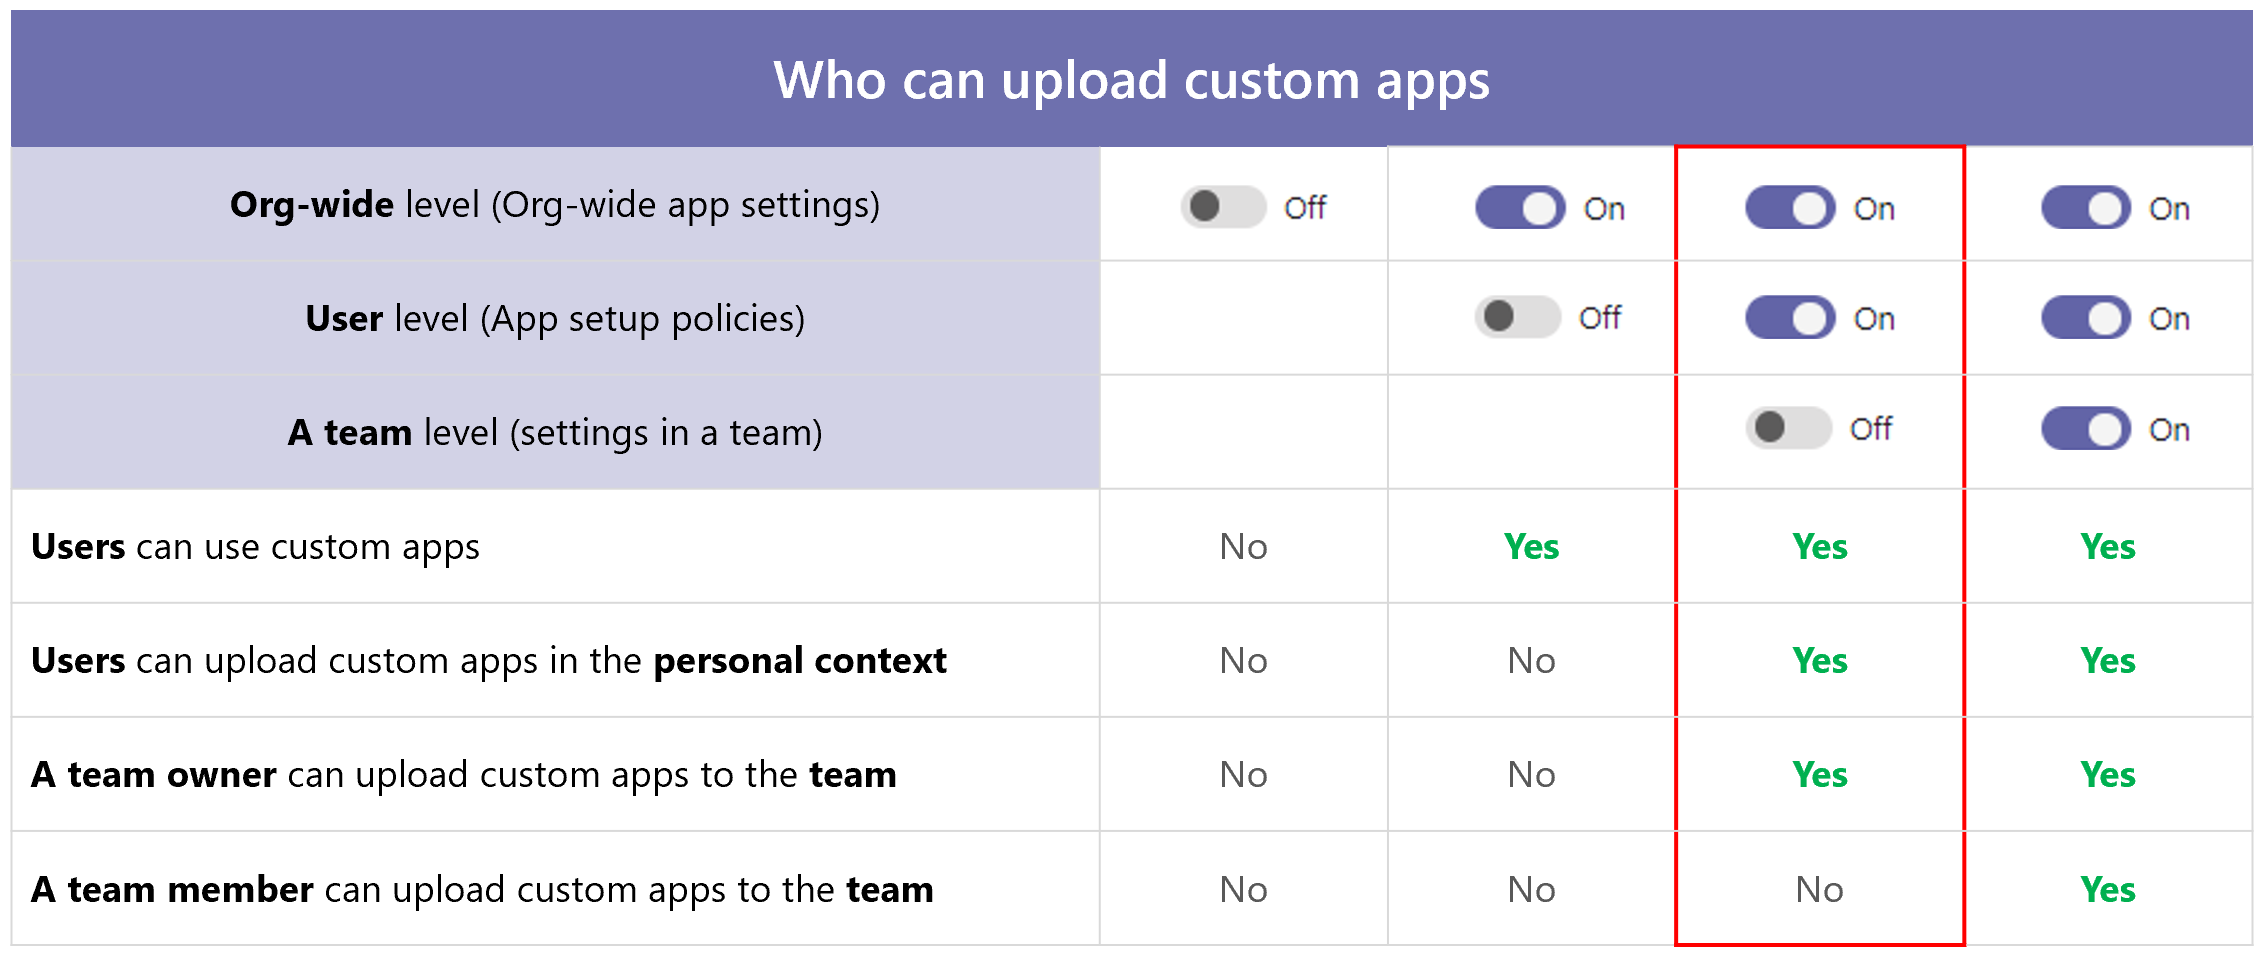 Who can upload custom apps
Org-wide level (Org-wide app settings) Off On On On
User level (App setup policies) Off On On
A team level (settings in a team) Off On
Users can use custom apps No Yes Yes Yes
Users can upload custom apps in the personal context No No Yes Yes
A team owner can upload custom apps to the team No No Yes Yes
A team member can upload custom apps to the team No No No Yes